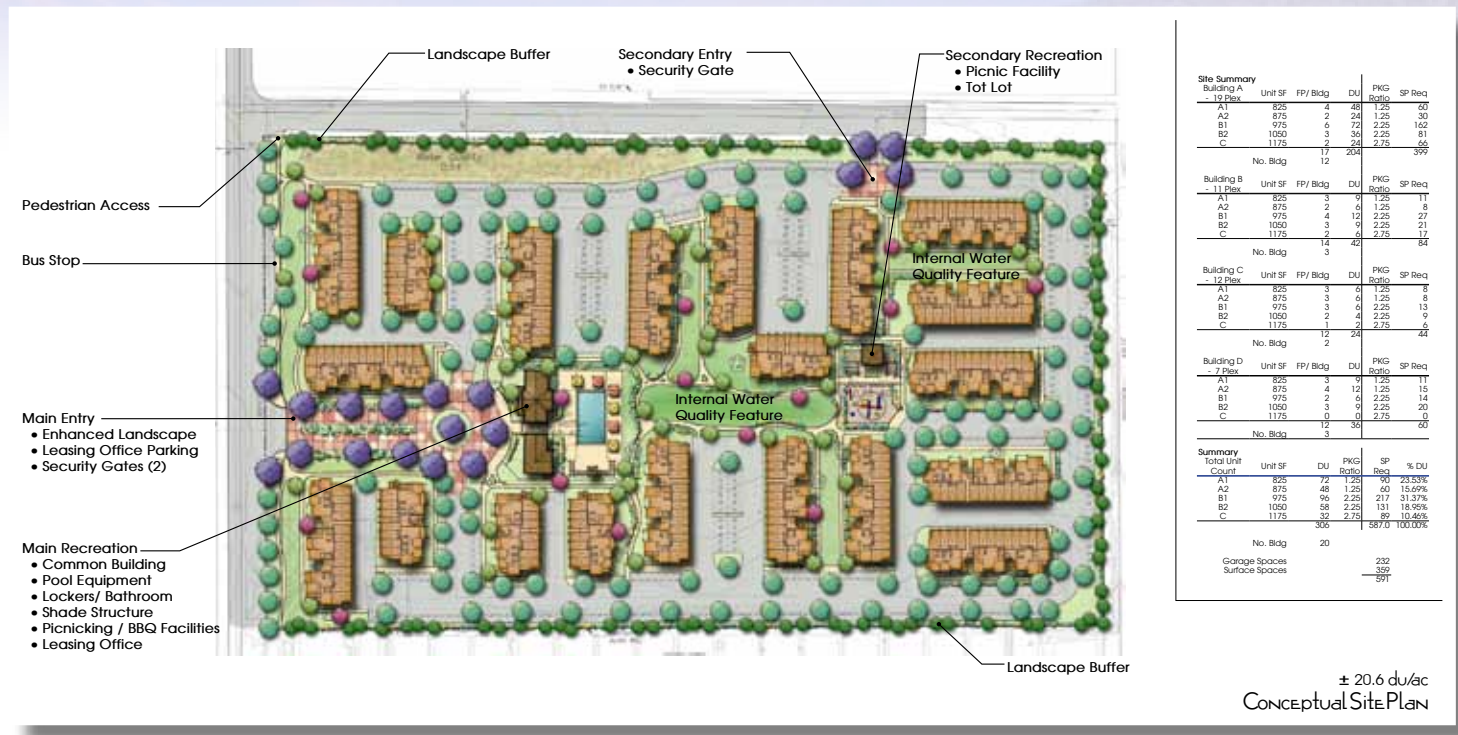 Landscape Buffer
Secondary Entry
• Security Gate
Secondary Recreation
• Picnic Facility
• Tot Lot
Pedestrian Access
Bus Stop
Internal Water
Quality Feature
Internal Water
Quality Feature
Main Entry
• Enhanced Landscape
• Leasing Office Parking
• Security Gates (2)
Main Recreation
• Common Building
• Pool Equipment
• Lockers/ Bathroom
• Shade Structure
• Picnicking / BBQ Facilities
• Leasing Office
Landscape Buffer
Site Summary
Building A - 19 Plex Unit SF FP/ Bldg DU PKG Ratio SP Req
A1 825 4 48 1.25 60
A2 875 2 24 1.25 30
B1 975 6 72 2.25 162
B2 1050 3 36 2.25 81
C 1175 2 24 2.75 66
17 204 399
No. Bldg 12
Building B - 11 Plex Unit SF FP/ Bldg DU PKG Ratio SP Req
A1 825 3 9 1.25 11
A2 875 2 6 1.25 8
B1 975 4 12 2.25 27
B2 1050 3 9 2.25 21
C 1175 2 6 2.75 17
14 42 84
No. Bldg 3
Building C - 12 Plex Unit SF FP/ Bldg DU PKG Ratio SP Req
A1 825 3 6 1.25 8
A2 875 3 6 1.25 8
B1 975 3 6 2.25 13
B2 1050 2 4 2.25 9
C 1175 1 2 2.75 6
12 24 44
No. Bldg 2
Building D - 7 Plex Unit SF FP/ Bldg DU PKG Ratio SP Req
A1 825 3 9 1.25 11
A2 875 4 12 1.25 15
B1 975 2 6 2.25 14
B2 1050 3 9 2.25 20
C 1175 0 0 2.75 0
12 36 60
No. Bldg 3
Summary
Total Unit Count Unit SF DU PKG Ratio SP Req % DU
A1 825 72 1.25 90 23.53%
A2 875 48 1.25 60 15.69%
B1 975 96 2.25 217 31.37%
B2 1050 58 2.25 131 18.95%
C 1175 32 2.75 89 10.46%
306 587.0 100.00%
No. Bldg 20
Garage Spaces 232
Surface Spaces 359
591
± 20.6 du/ac
Conceptual Site Plan